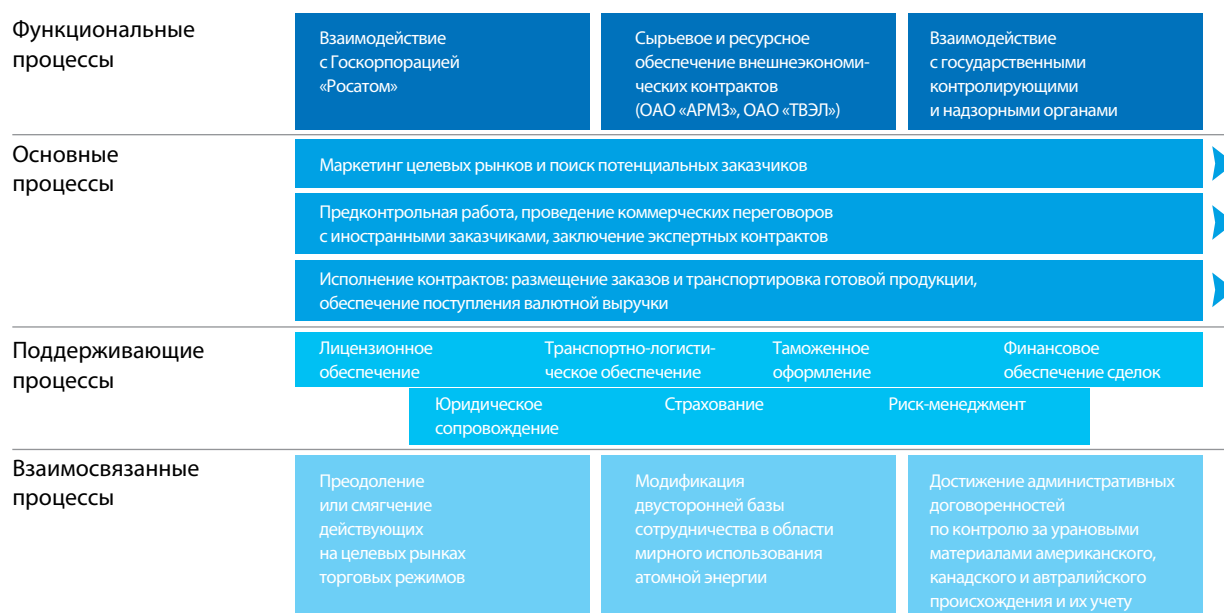 Функциональные
процессы
Взаимодействие
с Госкорпорацией
«Росатом»
Сырьевое и ресурсное
обеспечение внешнеэкономи-
ческих контрактов
(ОАО «АРМЗ», ОАО «ТВЭЛ»)
Взаимодействие
с государственными
контролирующими
и надзорными органами
Основные
процессы
Маркетинг целевых рынков и поиск потенциальных заказчиков
Предконтрольная работа, проведение коммерческих переговоров
с иностранными заказчиками, заключение экспертных контрактов
Исполнение контрактов: размещение заказов и транспортировка готовой продукции,
обеспечение поступления валютной выручки
Поддерживающие
процессы
Лицензионное
обеспечение
Транспортно-логисти-
ческое обеспечение
Таможенное
оформление
Финансовое
обеспечение сделок
Юридическое
сопровождение
Страхование
Риск-менеджмент
Взаимосвязанные
процессы
Преодоление
или смягчение
действующих
на целевых рынках
торговых режимов
Модификация
двусторонней базы
сотрудничества в области
мирного использования
атомной энергии
Достижение административных
договоренностей
по контролю за урановыми
материалами американского,
канадского и автралийского
происхождения и их учету